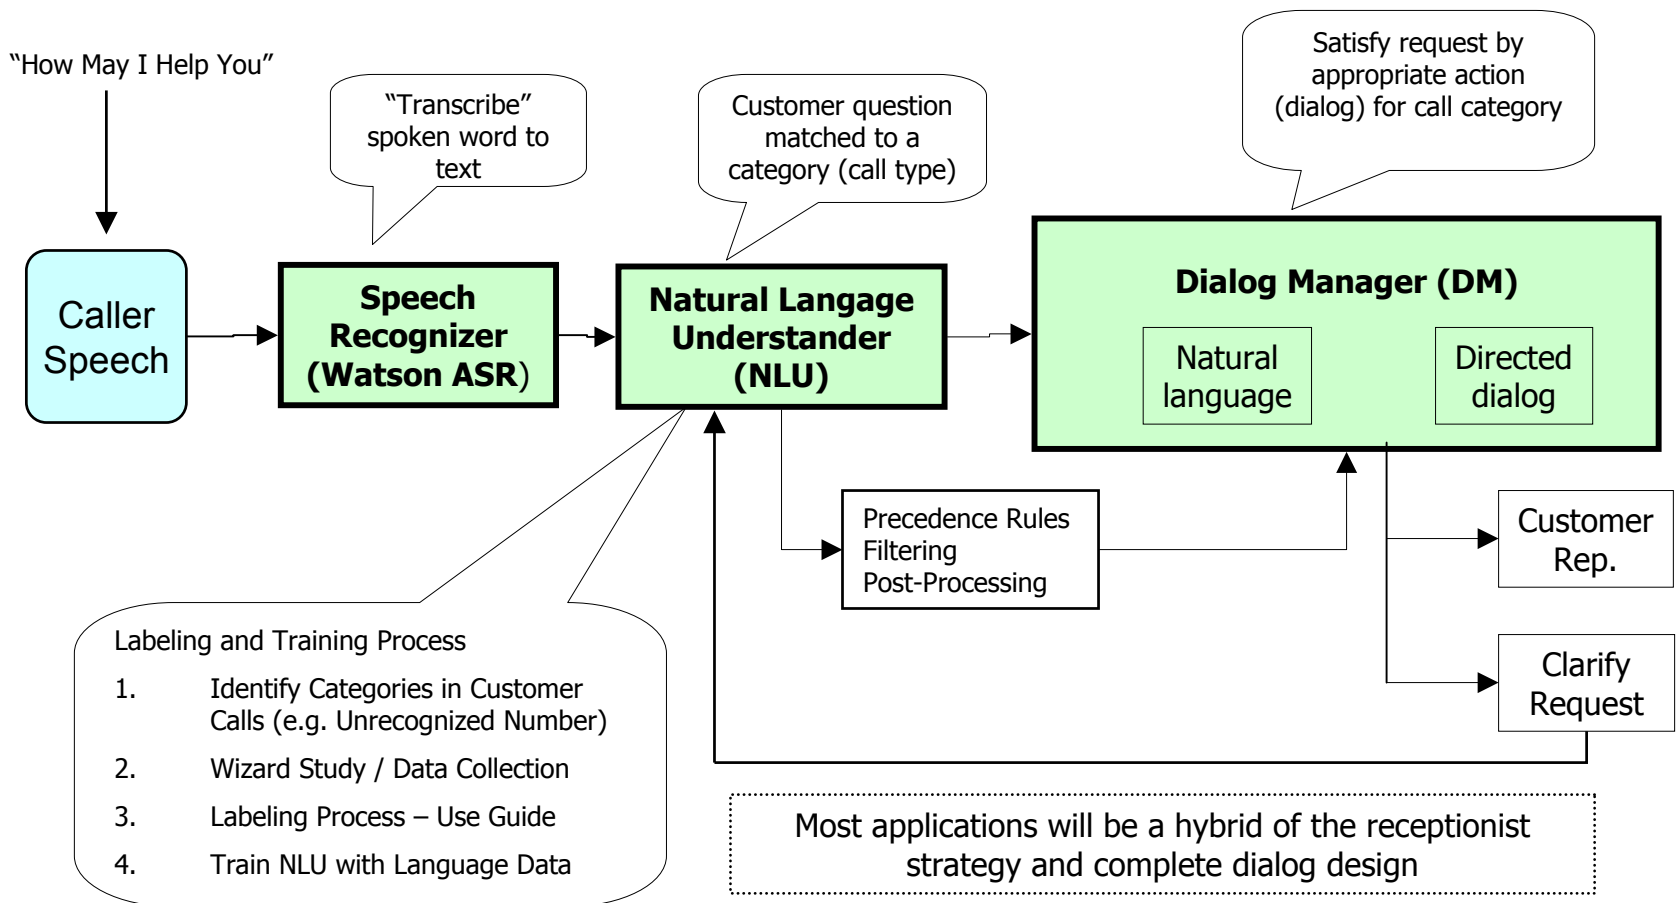 “How May I Help You”
“Transcribe”
spoken word to
text
Customer question
matched to a
category (call type)
Satisfy request by
appropriate action
(dialog) for call category
Caller
Speech
Speech
Recognizer
(Watson ASR)
Natural Langage
Understander
(NLU)
Dialog Manager (DM)
Natural
language
Directed
dialog
Precedence Rules
Filtering
Post-Processing
Customer
Rep.
Clarify
Request
Labeling and Training Process
1. Identify Categories in Customer
Calls (e.g. Unrecognized Number)
2. Wizard Study / Data Collection
3. Labeling Process – Use Guide
4. Train NLU with Language Data
Most applications will be a hybrid of the receptionist
strategy and complete dialog design